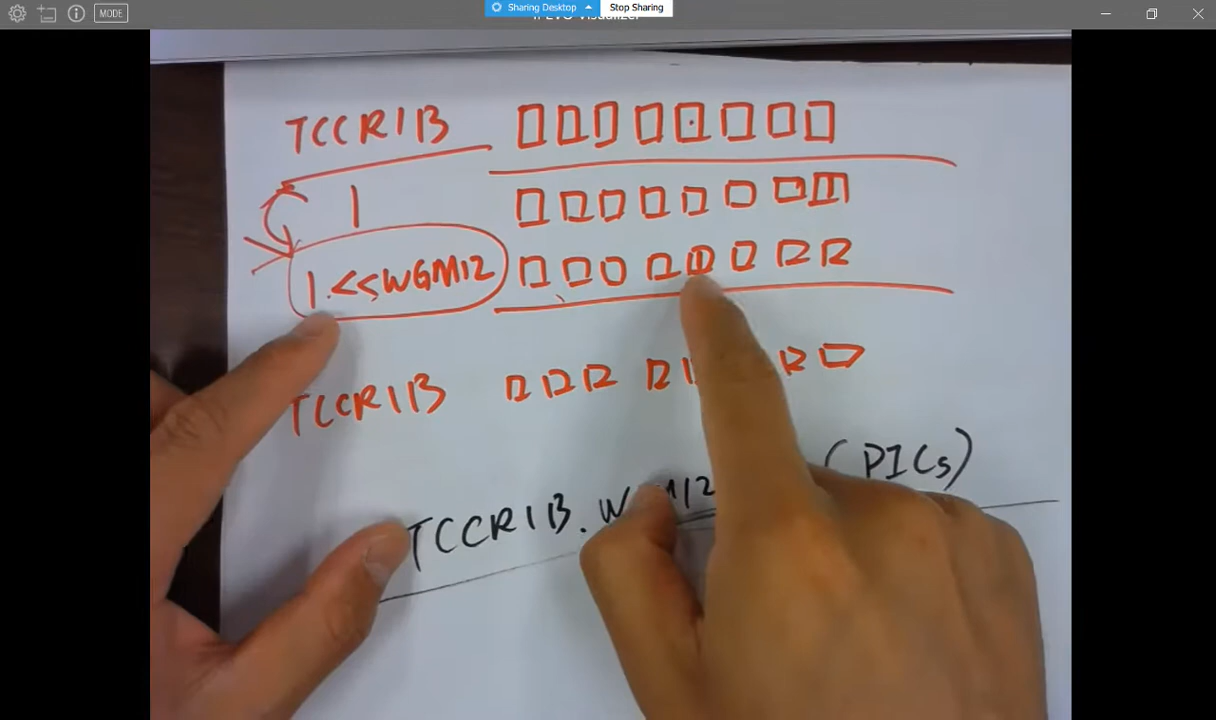 MODE
Sharing Desktop
Stop Sharing
TCCR1B
1
1<<WGM12
TCCR1B
TCCR1B. (PICs)